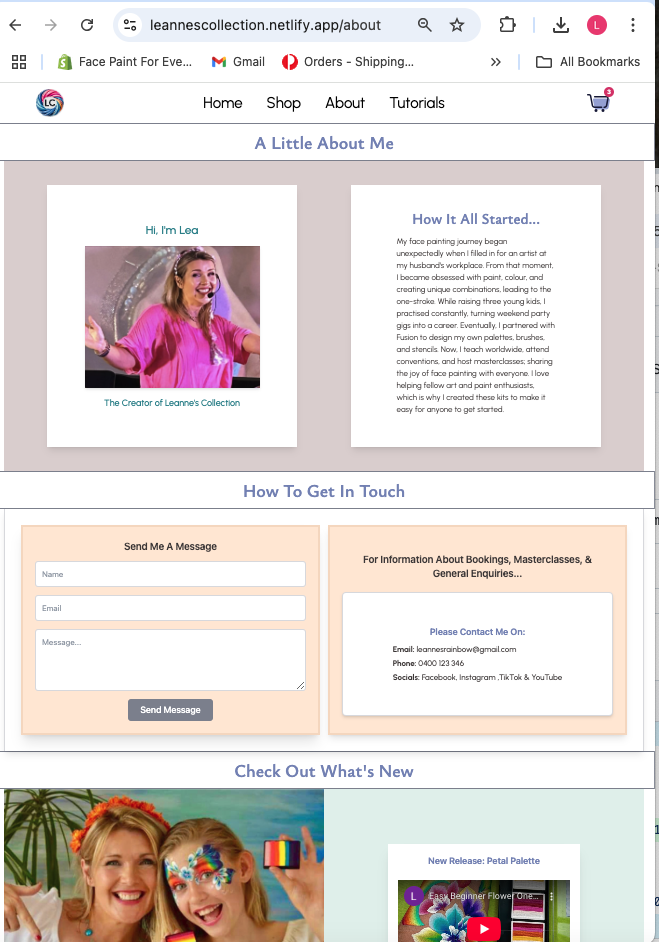 leannescollection.netlify.app/about
L
Face Paint For Eve...
Gmail
Orders - Shipping...
»
All Bookmarks
LC
Home
Shop
About
Tutorials
3
A Little About Me
Hi, I'm Lea
The Creator of Leanne's Collection
How It All Started...
My face painting journey began
unexpectedly when I filled in for an artist at
my husband's workplace. From that moment,
I became obsessed with paint, colour, and
creating unique combinations, leading to the
one-stroke. While raising three young kids, I
practised constantly, turning weekend party
gigs into a career. Eventually, I partnered with
Fusion to design my own palettes, brushes,
and stencils. Now, I teach worldwide, attend
conventions, and host masterclasses; sharing
the joy of face painting with everyone. I love
helping fellow art and paint enthusiasts,
which is why I created these kits to make it
easy for anyone to get started.
How To Get In Touch
Send Me A Message
Name
Email
Message...
Send Message
For Information About Bookings, Masterclasses, &
General Enquiries...
Please Contact Me On:
Email: leannesrainbow@gmail.com
Phone: 0400 123 346
Socials: Facebook, Instagram ,TikTok & YouTube
Check Out What's New
New Release: Petal Palette
L
Easy Beginner Flower One...